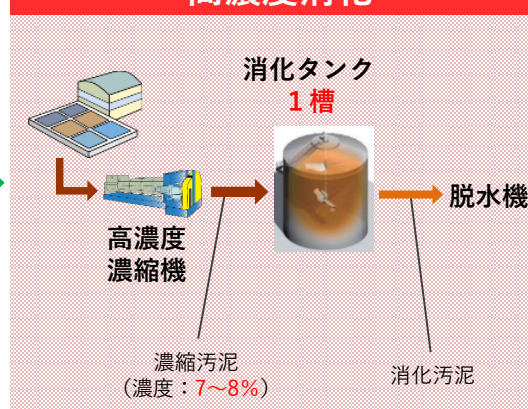 高濃度消化
消化タンク
1槽
脱水機
高濃度
濃縮機
濃縮汚泥
(濃度:7~8%)
消化汚泥